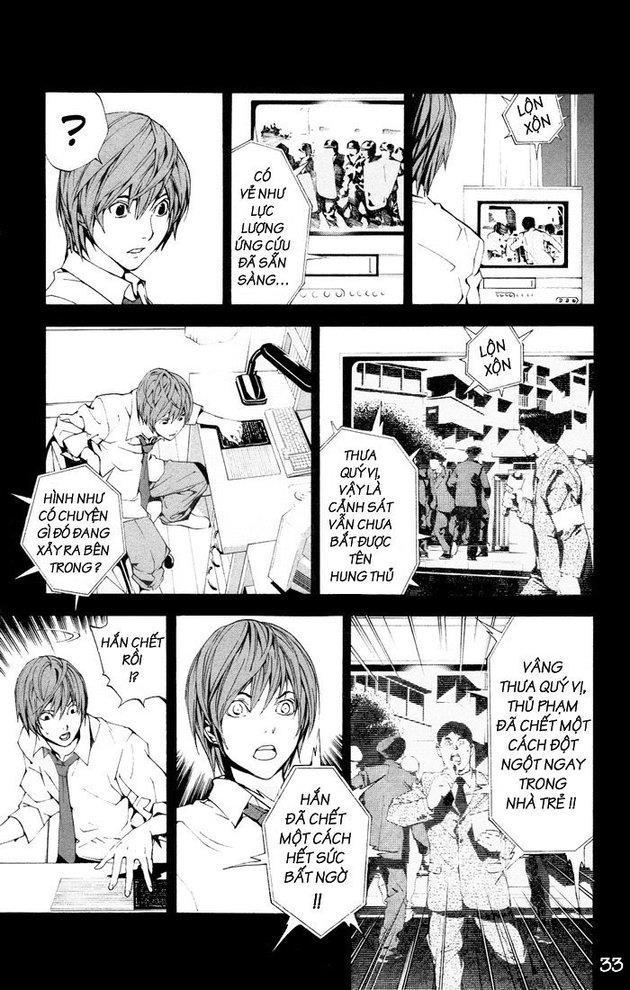 LỘN
XỘN
CÓ
VẺ NHƯ
LỰC
LƯỢNG
ỨNG CỨU
ĐÃ SẴN
SÀNG...
?
LỘN
XỘN
THƯA
QUÝ VỊ,
VẬY LÀ
CẢNH SÁT
VẪN CHƯA
BẮT ĐƯỢC
TÊN
HUNG THỦ
HÌNH NHƯ
CÓ CHUYỆN
GÌ ĐÓ ĐANG
XẢY RA BÊN
TRONG ?
VÂNG
THƯA QUÝ VỊ,
THỦ PHẠM
ĐÃ CHẾT MỘT
CÁCH ĐỘT
NGỘT NGAY
TRONG
NHÀ TRẺ !!
HẮN
ĐÃ CHẾT
MỘT CÁCH
HẾT SỨC
BẤT NGỜ
!!
HẮN CHẾT
RỒI
!?
33